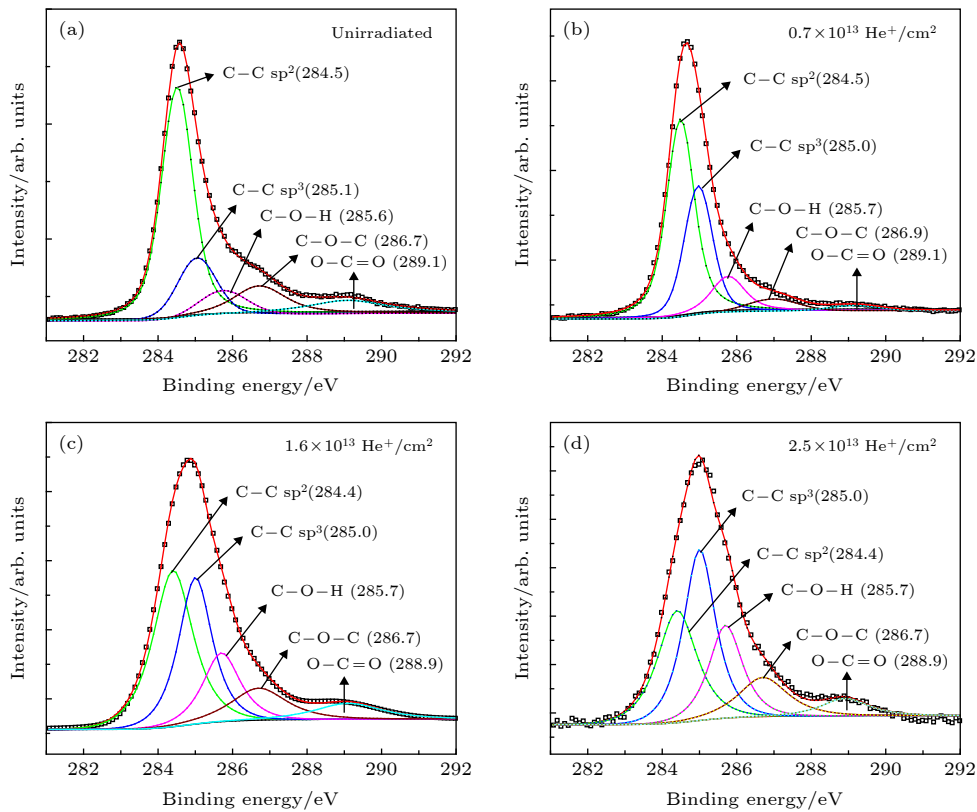 (a)
Unirradiated
C−C sp²(284.5)
C−C sp³(285.1)
C−O−H (285.6)
C−O−C (286.7)
O−C=O (289.1)
Intensity/arb. units
282 284 286 288 290 292
Binding energy/eV
(b)
0.7×10¹³ He⁺/cm²
C−C sp²(284.5)
C−C sp³(285.0)
C−O−H (285.7)
C−O−C (286.9)
O−C=O (289.1)
Intensity/arb. units
282 284 286 288 290 292
Binding energy/eV
(c)
1.6×10¹³ He⁺/cm²
C−C sp²(284.4)
C−C sp³(285.0)
C−O−H (285.7)
C−O−C (286.7)
O−C=O (288.9)
Intensity/arb. units
282 284 286 288 290 292
Binding energy/eV
(d)
2.5×10¹³ He⁺/cm²
C−C sp³(285.0)
C−C sp²(284.4)
C−O−H (285.7)
C−O−C (286.7)
O−C=O (288.9)
Intensity/arb. units
282 284 286 288 290 292
Binding energy/eV